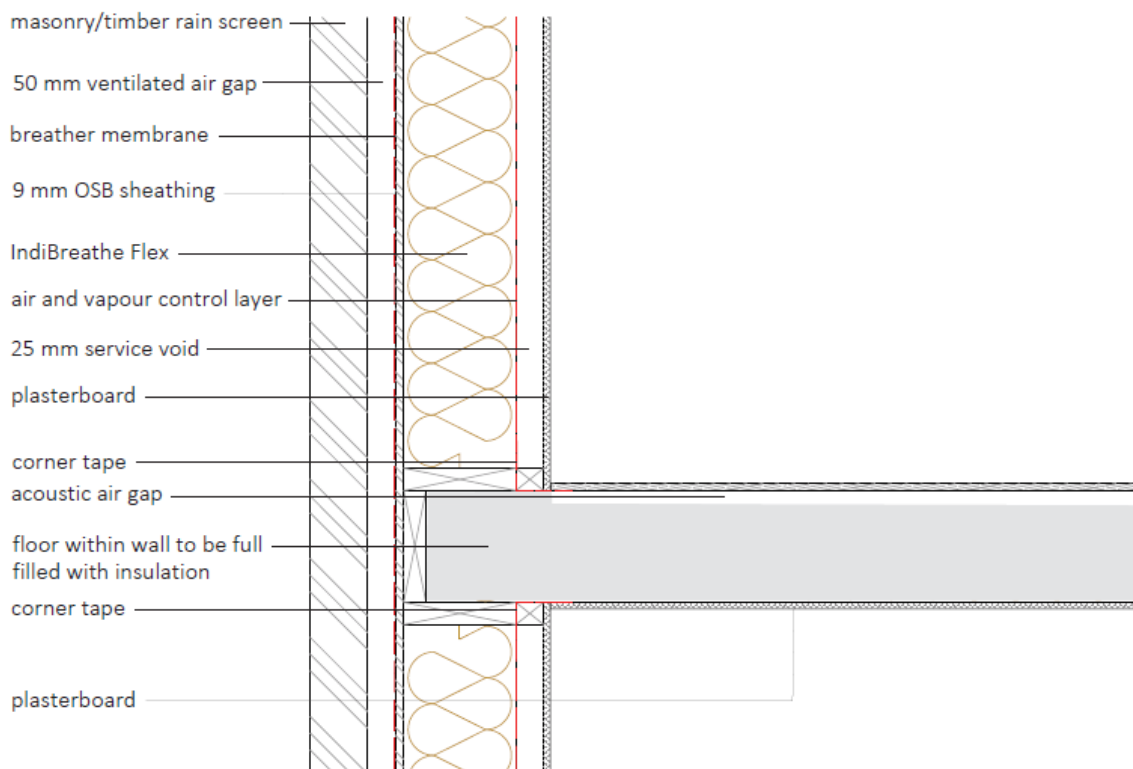 masonry/timber rain screen
50 mm ventilated air gap
breather membrane
9 mm OSB sheathing
IndiBreathe Flex
air and vapour control layer
25 mm service void
plasterboard
corner tape
acoustic air gap
floor within wall to be full
filled with insulation
corner tape
plasterboard